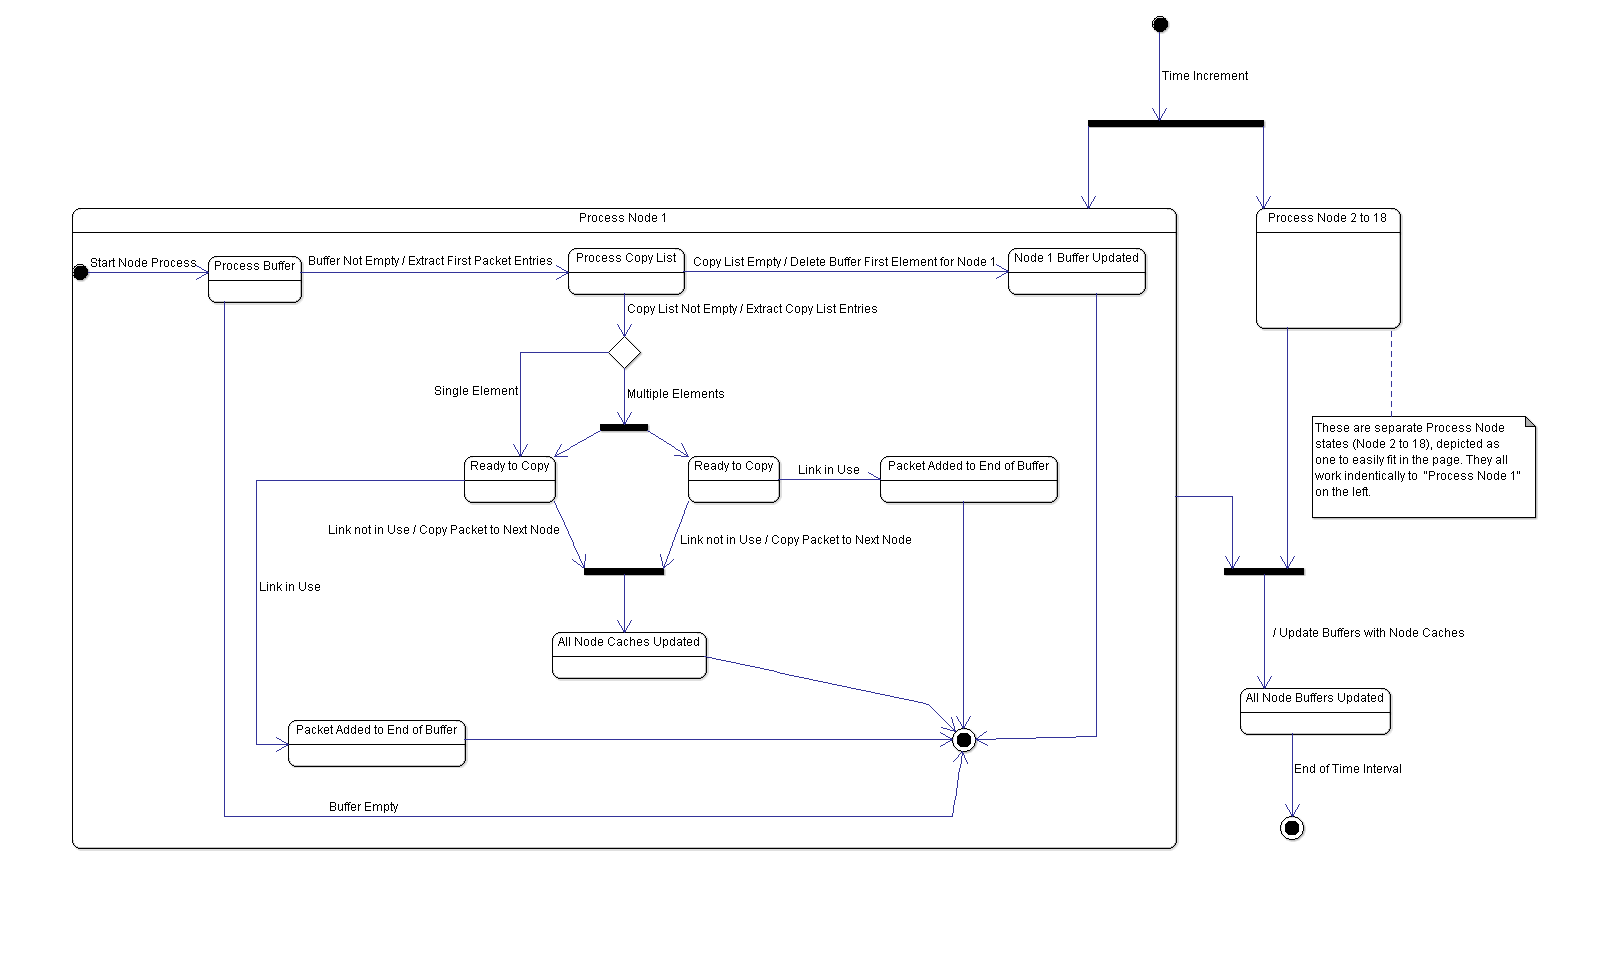 Time Increment
Process Node 1
Process Node 2 to 18
Start Node Process
Process Buffer
Buffer Not Empty / Extract First Packet Entries
Process Copy List
Copy List Empty / Delete Buffer First Element for Node 1
Node 1 Buffer Updated
Copy List Not Empty / Extract Copy List Entries
Single Element
Multiple Elements
These are separate Process Node
states (Node 2 to 18), depicted as
one to easily fit in the page. They all
work indentically to "Process Node 1"
on the left.
Ready to Copy
Ready to Copy
Link in Use
Packet Added to End of Buffer
Link not in Use / Copy Packet to Next Node
Link not in Use / Copy Packet to Next Node
Link in Use
All Node Caches Updated
/ Update Buffers with Node Caches
All Node Buffers Updated
Packet Added to End of Buffer
End of Time Interval
Buffer Empty